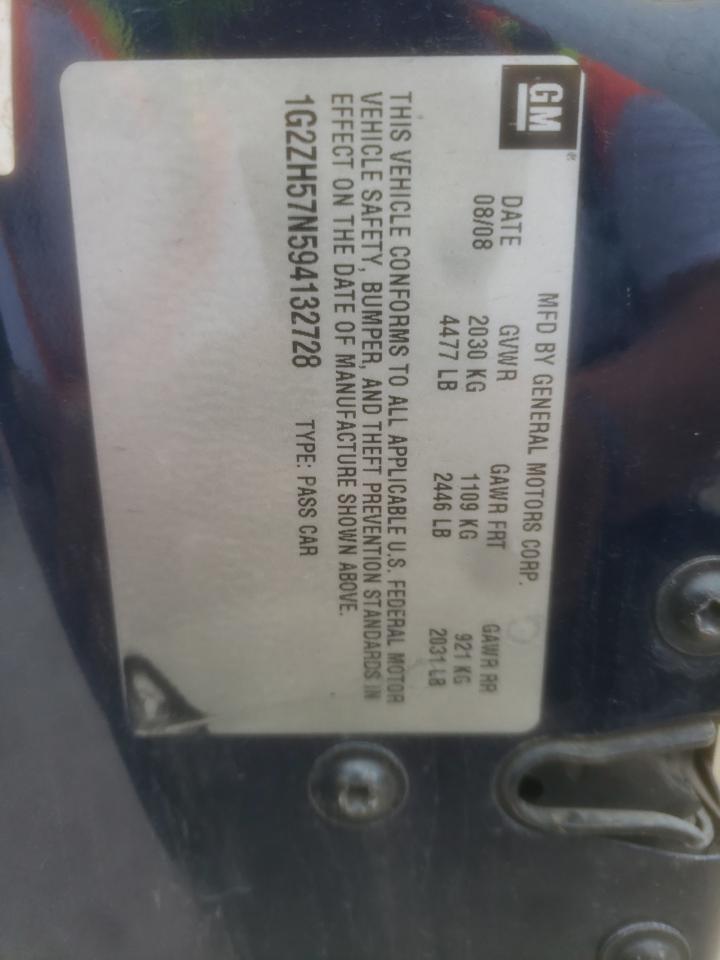 GM®
MFD BY GENERAL MOTORS CORP.
DATE GVWR GAWR FRT GAWR RR
08/08 2030 KG 1109 KG 921 KG
4477 LB 2446 LB 2031 LB
THIS VEHICLE CONFORMS TO ALL APPLICABLE U.S. FEDERAL MOTOR
VEHICLE SAFETY, BUMPER, AND THEFT PREVENTION STANDARDS IN
EFFECT ON THE DATE OF MANUFACTURE SHOWN ABOVE.
1G2ZH57N594132728 TYPE: PASS CAR